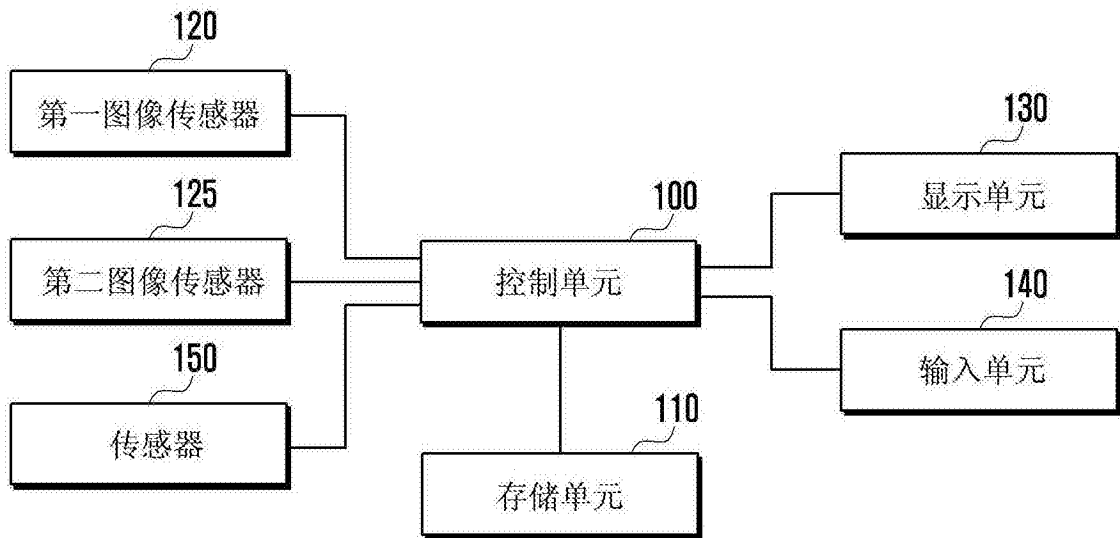 120
第一图像传感器
125
第二图像传感器
150
传感器
100
控制单元
110
存储单元
130
显示单元
140
输入单元